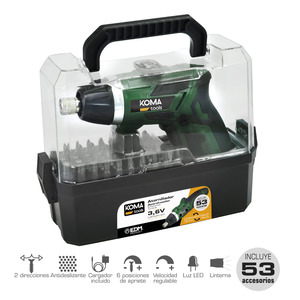 KOMA
tools
KOMA
tools
Atornillador
3,6V
53
EDM
2 direcciones
Antideslizante
Cargador incluido
6 posiciones de apriete
Velocidad regulable
Luz LED
Linterna
INCLUYE
53
accesorios